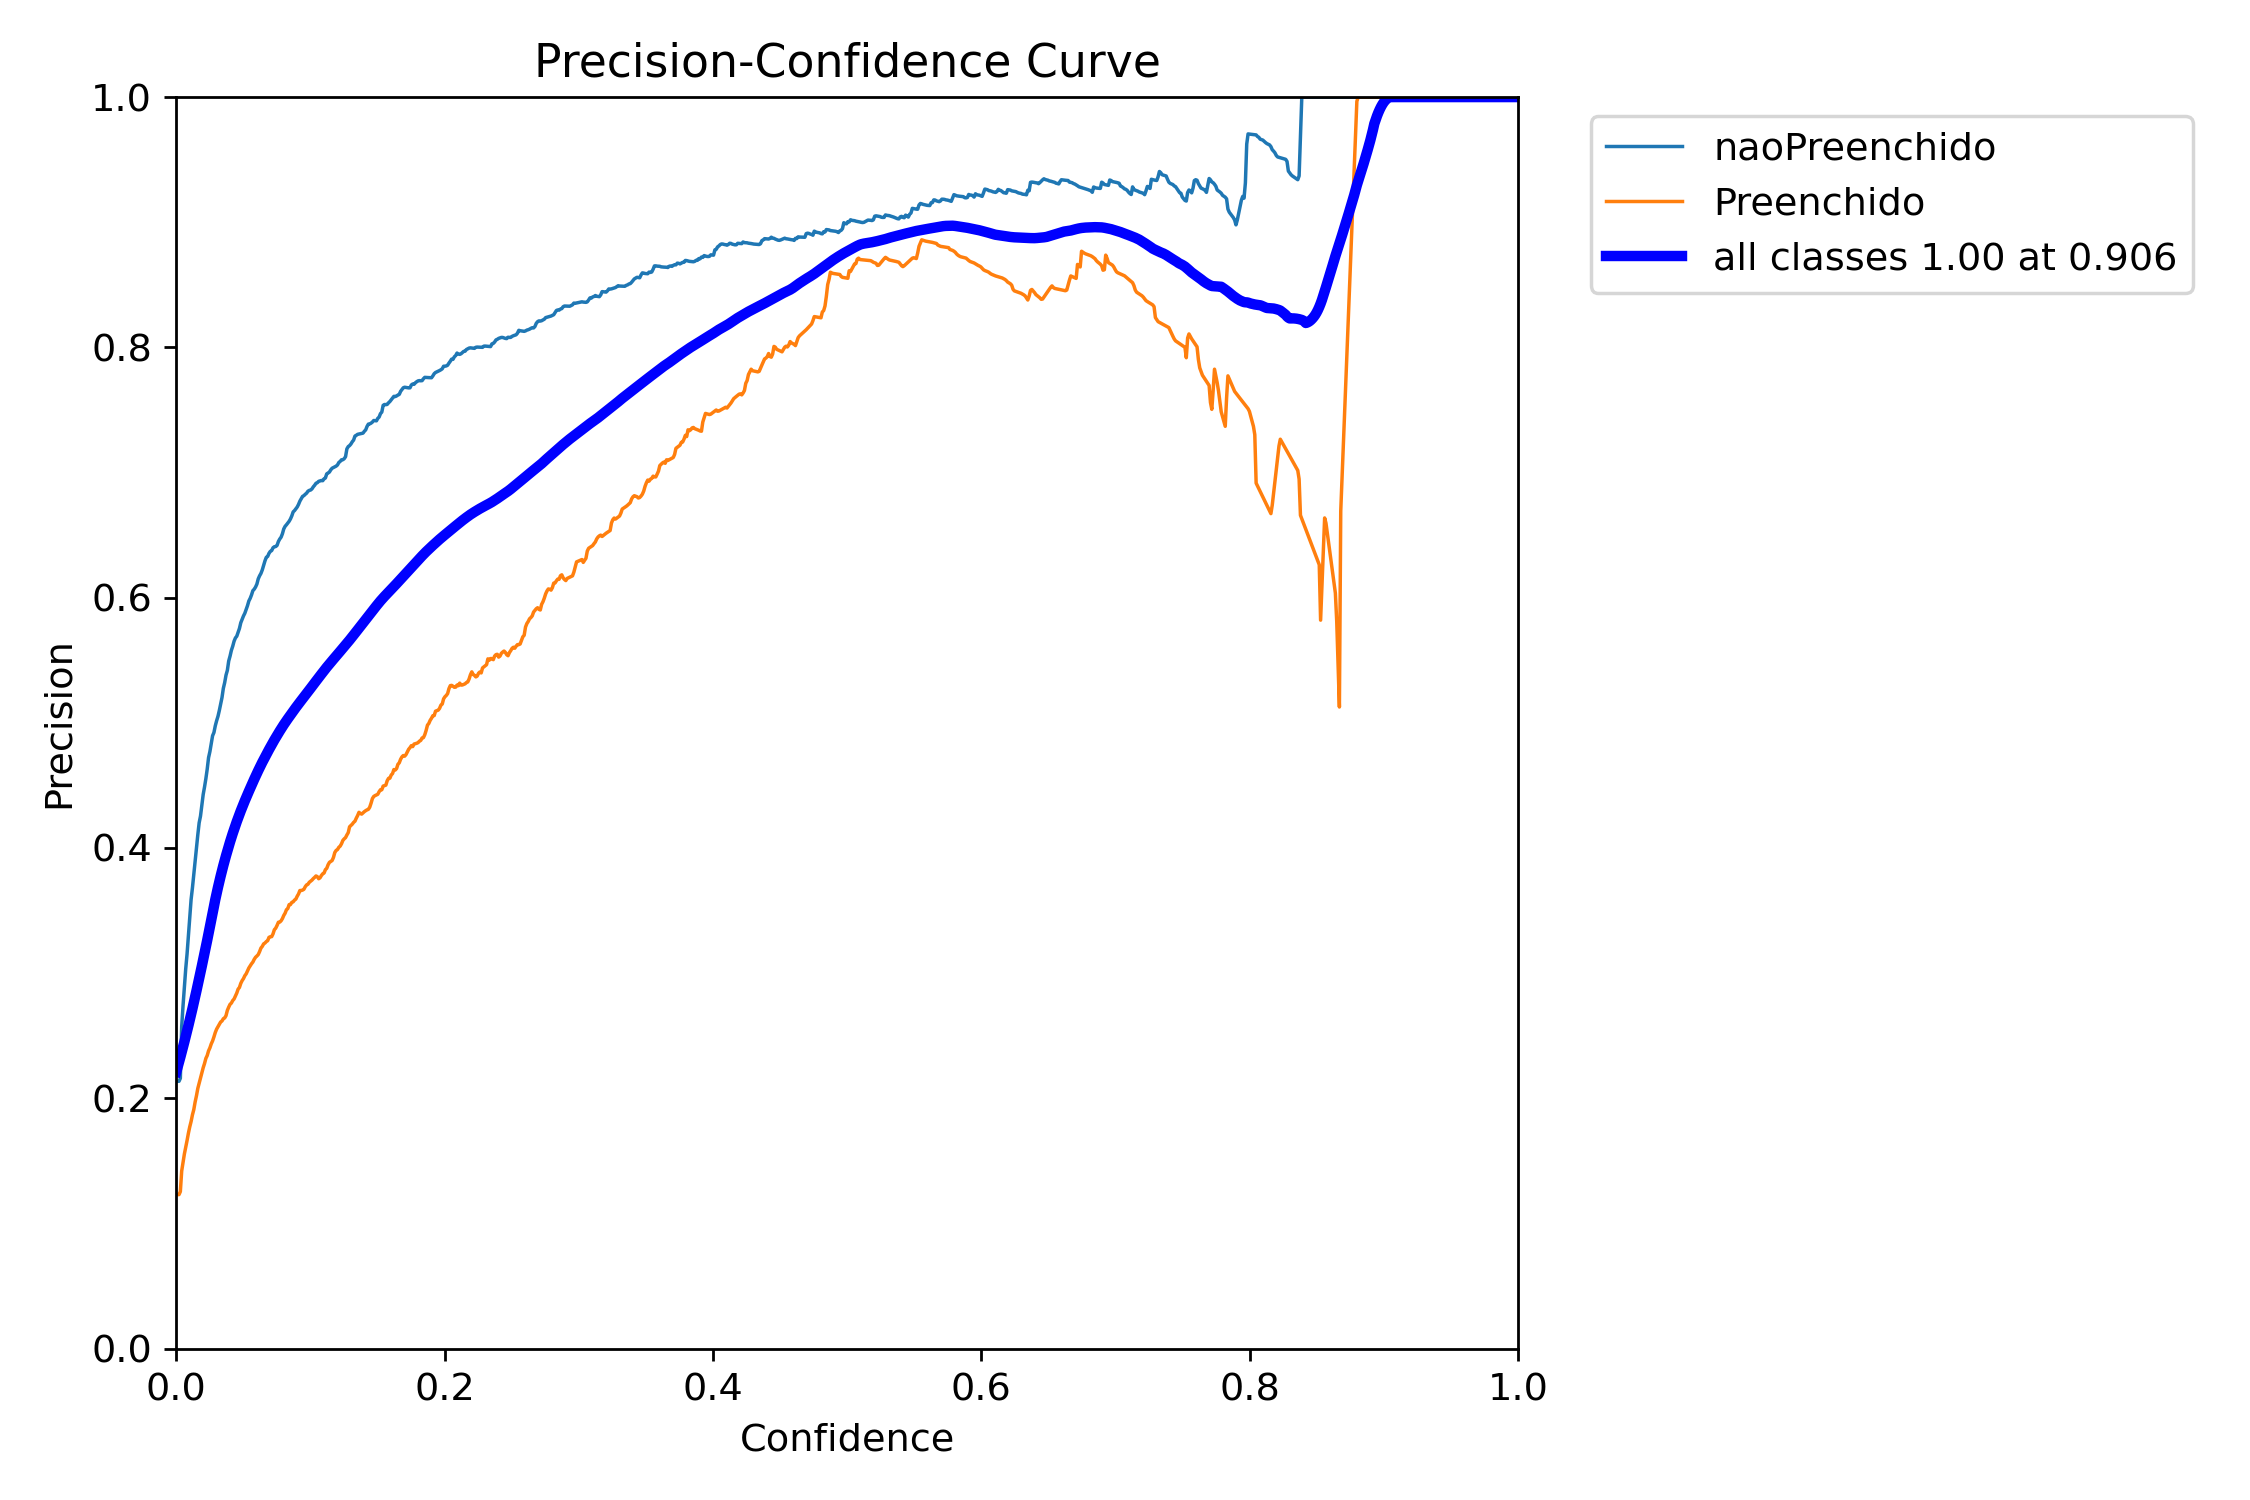 Precision-Confidence Curve
1.0
0.8
0.6
0.4
0.2
0.0
Precision
0.0 0.2 0.4 0.6 0.8 1.0
Confidence
naoPreenchido
Preenchido
all classes 1.00 at 0.906